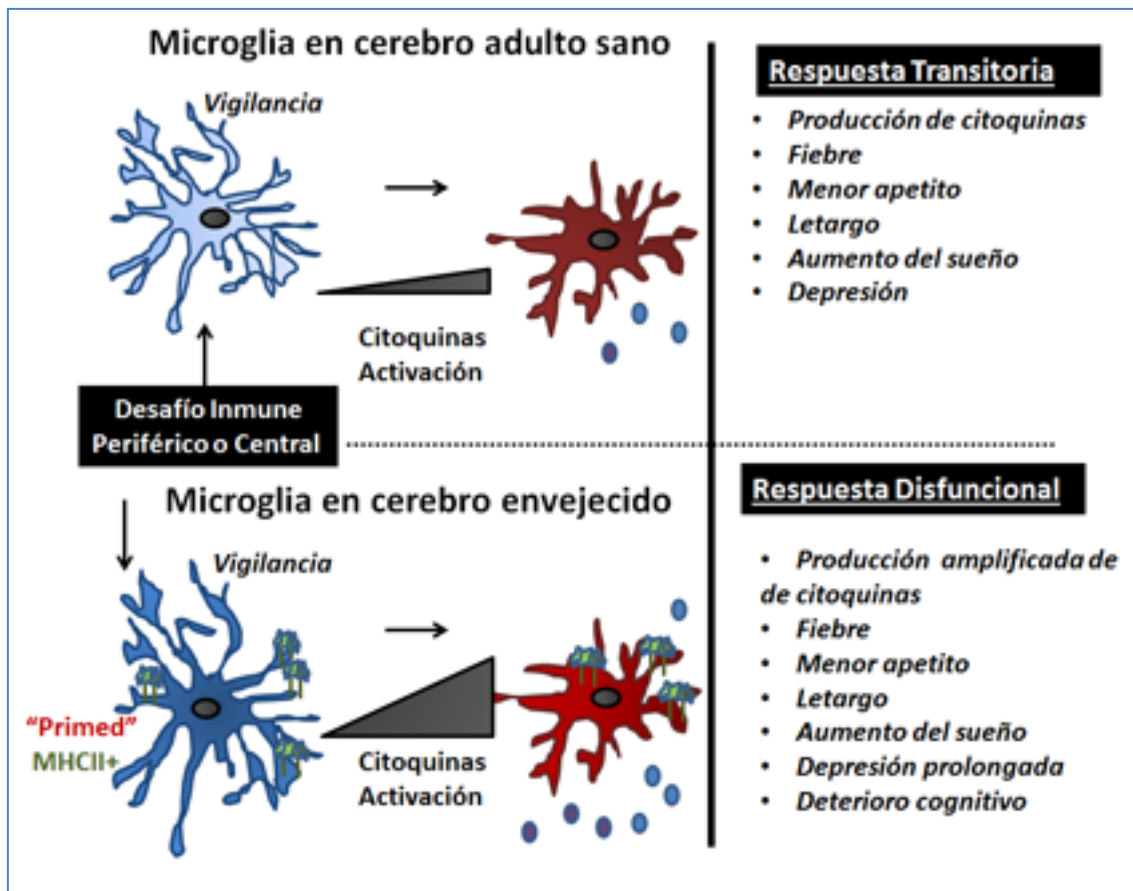 Microglia en cerebro adulto sano
Vigilancia
Citoquinas
Activación
Desafío Inmune
Periférico o Central
Respuesta Transitoria
• Producción de citoquinas
• Fiebre
• Menor apetito
• Letargo
• Aumento del sueño
• Depresión
Microglia en cerebro envejecido
Vigilancia
"Primed"
MHCII+
Citoquinas
Activación
Respuesta Disfuncional
• Producción amplificada de
de citoquinas
• Fiebre
• Menor apetito
• Letargo
• Aumento del sueño
• Depresión prolongada
• Deterioro cognitivo